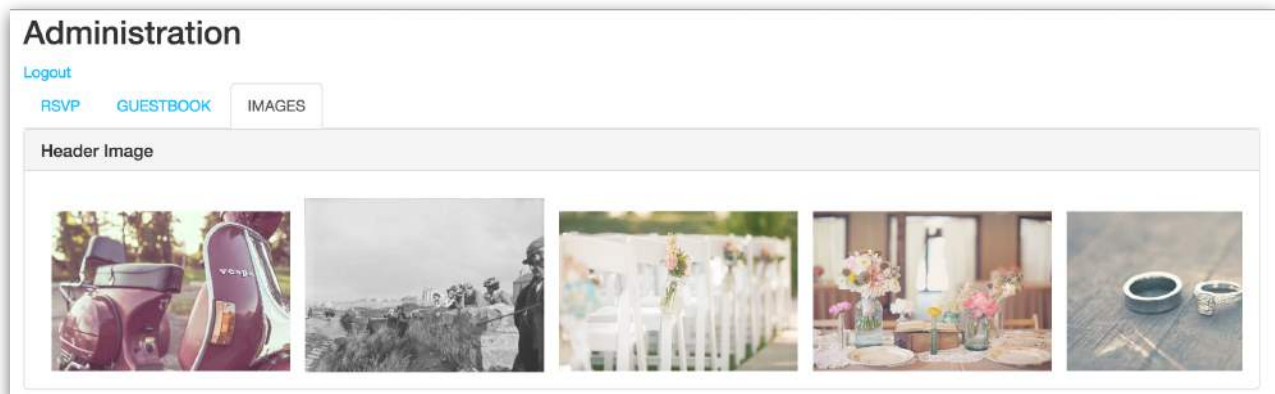 Administration
Logout
RSVP GUESTBOOK IMAGES
Header Image
vespa